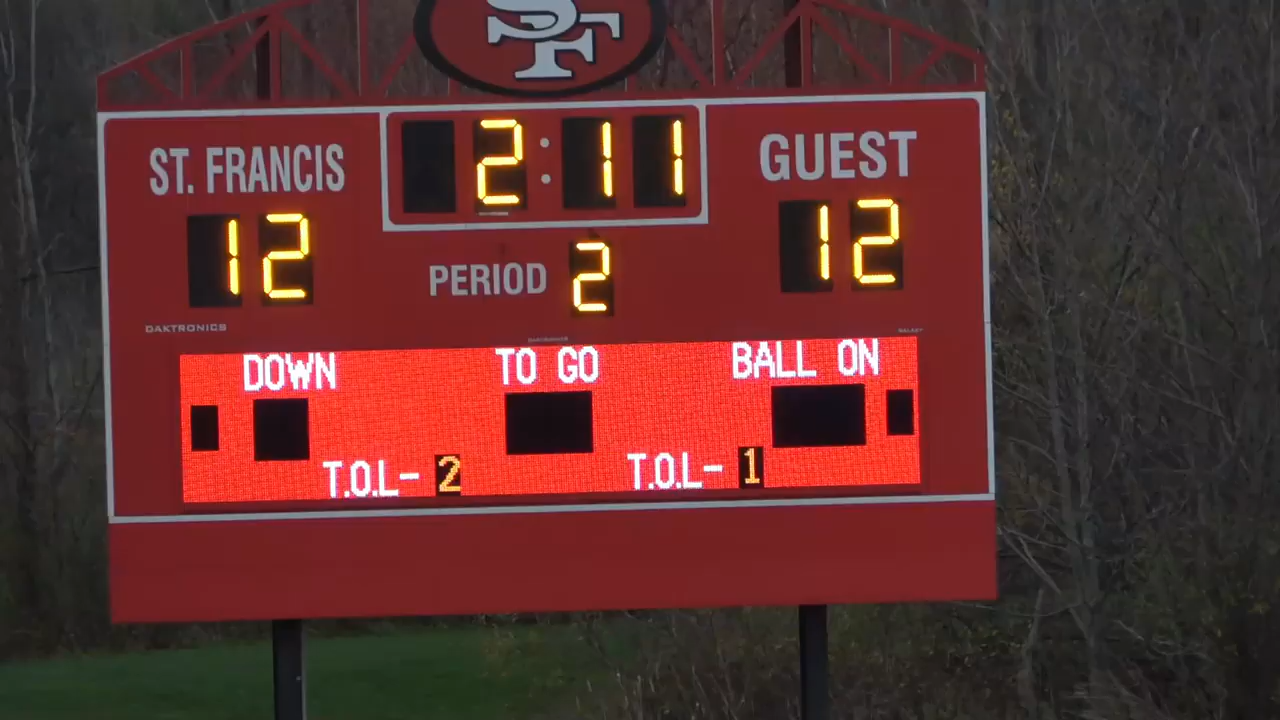 SF
2:11
ST. FRANCIS
GUEST
12
12
PERIOD 2
DAKTRONICS
DOWN TO GO BALL ON
T.O.L- 2 T.O.L- 1